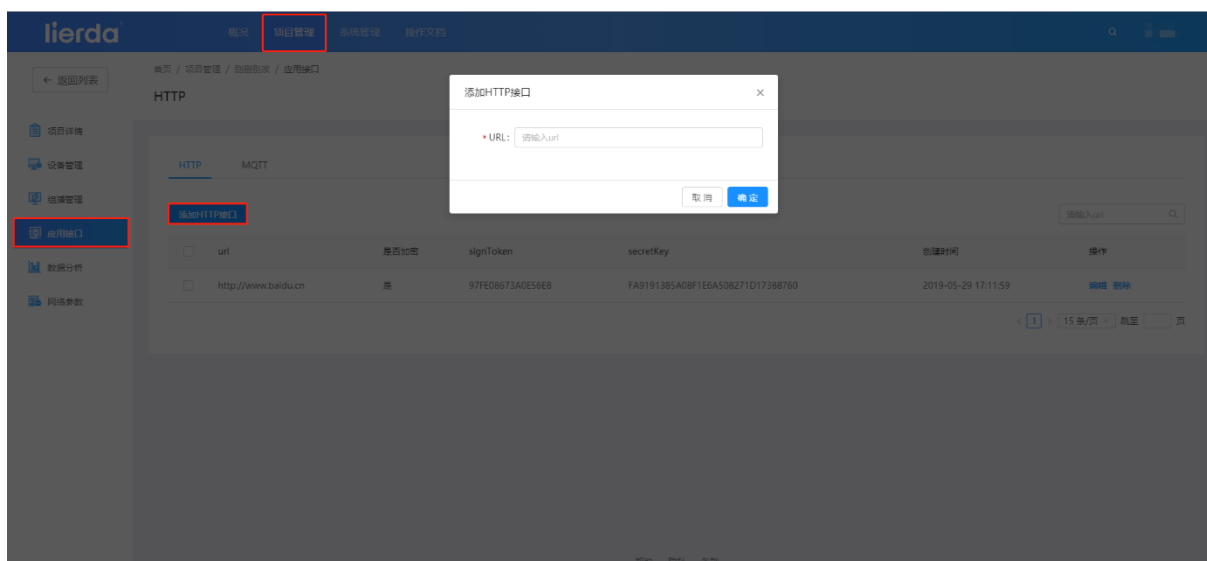 lierda
概况 项目管理 系统管理 操作文档
← 返回列表
首页 / 项目管理 / / 应用接口
HTTP
添加HTTP接口 ×
* URL: 请输入url
取消 确定
项目详情
设备管理
组播管理
应用接口
数据分析
网络参数
HTTP MQTT
添加HTTP接口
请输入url
url 是否加密 signToken secretKey 创建时间 操作
http://www.baidu.cn 是 97FE08673A0E56E8 FA9191385A08F1E6A508271D17388760 2019-05-29 17:11:59 编辑 删除
< 1 > 15 条/页 跳至 页